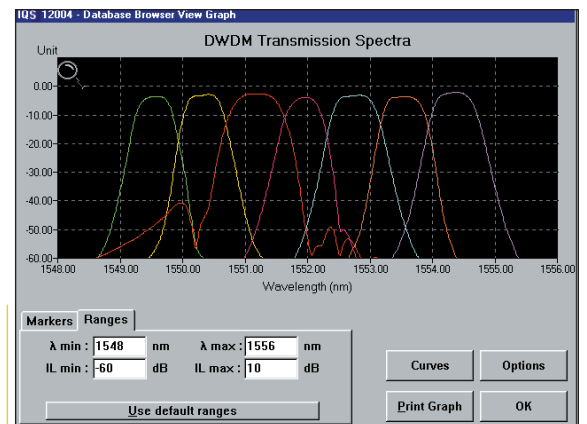 IQS 12004 - Database Browser View Graph
DWDM Transmission Spectra
Unit
0.00
-10.00
-20.00
-30.00
-40.00
-50.00
-60.00
1548.00 1549.00 1550.00 1551.00 1552.00 1553.00 1554.00 1555.00 1556.00
Wavelength (nm)
Markers Ranges
λ min : 1548 nm λ max : 1556 nm
IL min : -60 dB IL max : 10 dB
Use default ranges
Curves Options
Print Graph OK